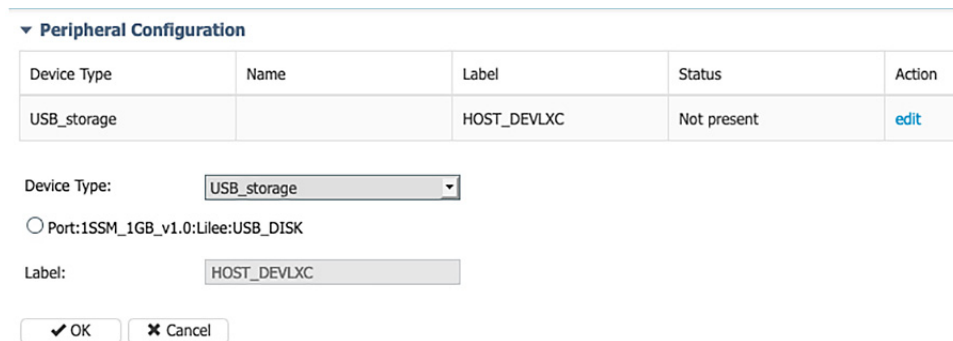 Peripheral Configuration
Device Type Name Label Status Action
USB_storage HOST_DEVLXC Not present edit
Device Type: USB_storage
Port:1SSM_1GB_v1.0:Lilee:USB_DISK
Label: HOST_DEVLXC
OK Cancel